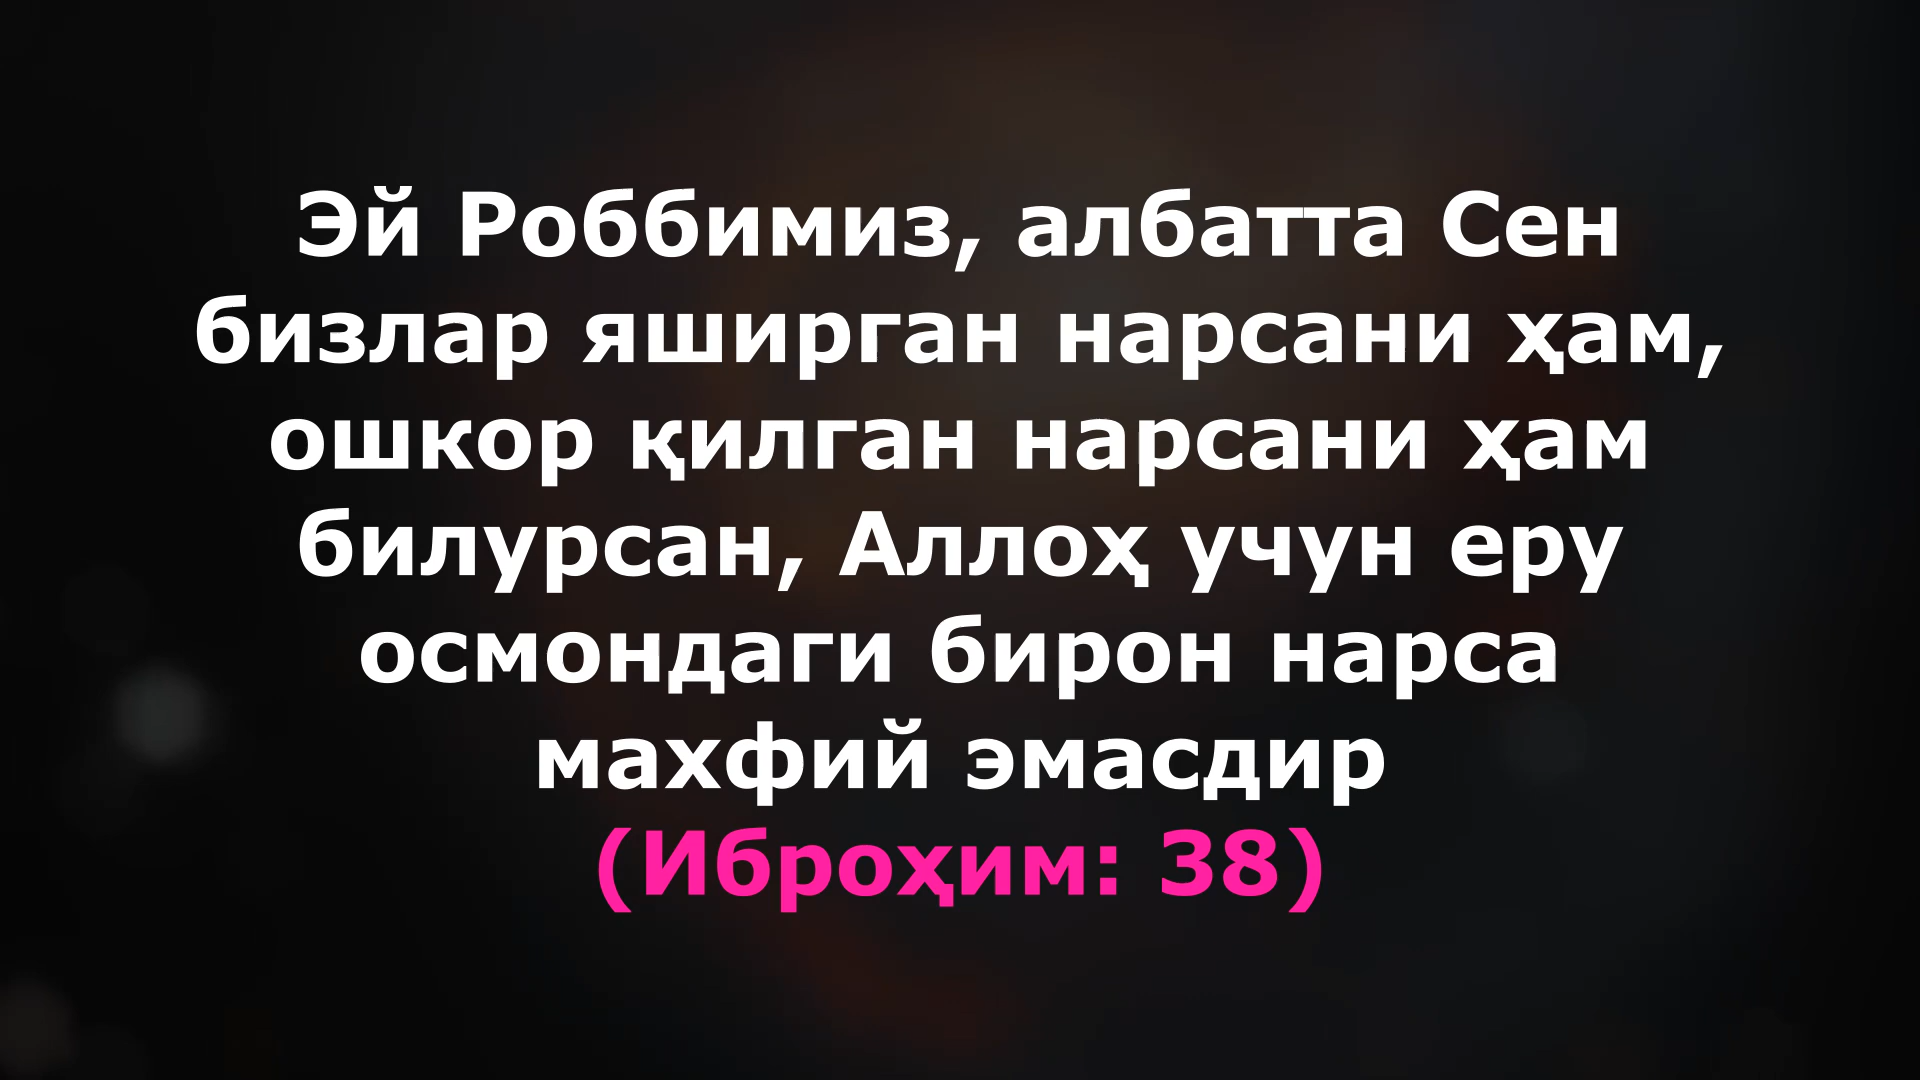 Эй Роббимиз, албатта Сен
бизлар яширган нарсани ҳам,
ошкор қилган нарсани ҳам
билурсан, Аллоҳ учун еру
осмондаги бирон нарса
махфий эмасдир
(Иброҳим: 38)